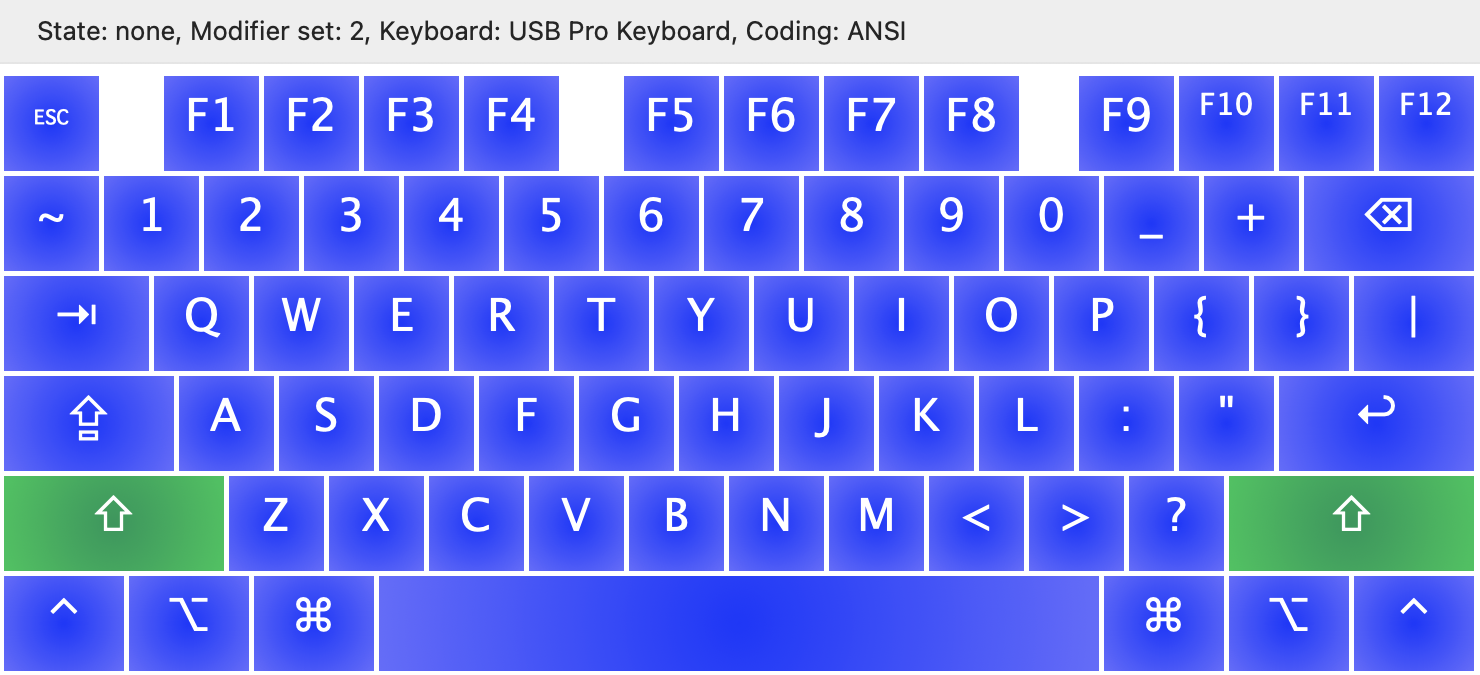 State: none, Modifier set: 2, Keyboard: USB Pro Keyboard, Coding: ANSI
ESC F1 F2 F3 F4 F5 F6 F7 F8 F9 F10 F11 F12
~ 1 2 3 4 5 6 7 8 9 0 _ + ⌫
⇥ Q W E R T Y U I O P { } |
⇪ A S D F G H J K L : " ↩
⇧ Z X C V B N M < > ? ⇧
^ ⌥ ⌘ ⌘ ⌥ ^